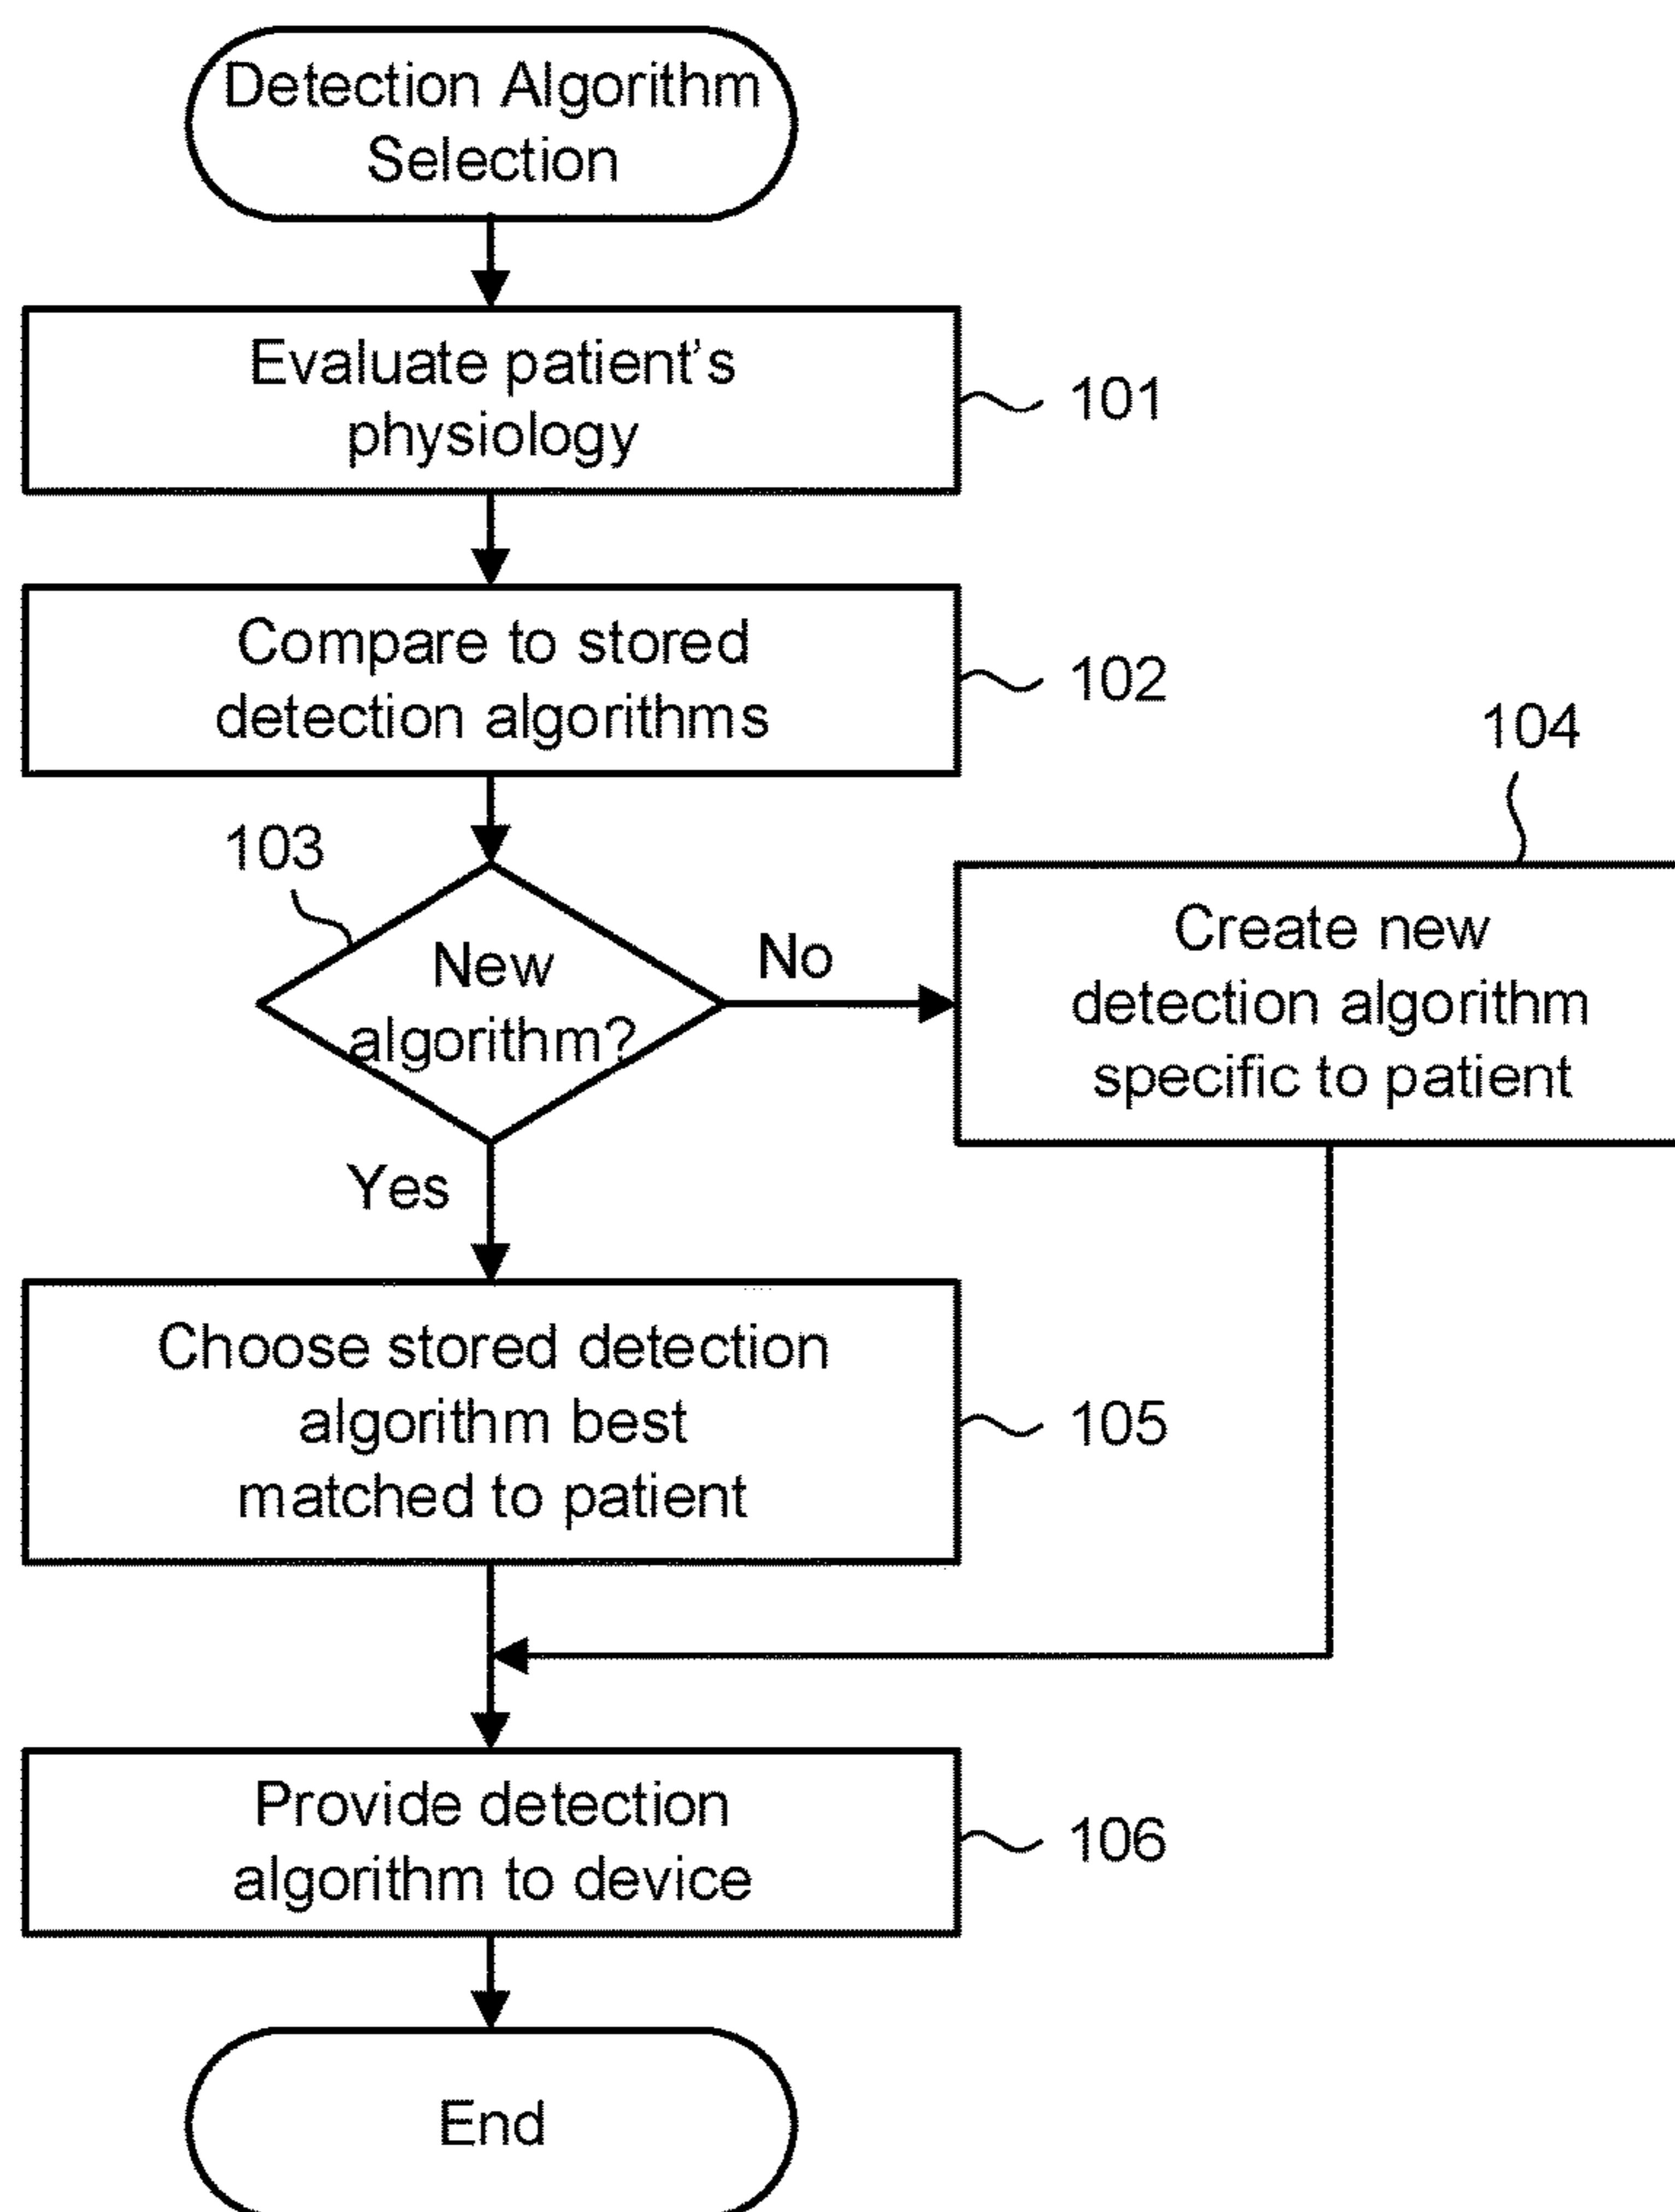 Detection Algorithm
Selection
Evaluate patient's
physiology
101
Compare to stored
detection algorithms
102
103
New
algorithm?
No
104
Create new
detection algorithm
specific to patient
Yes
Choose stored detection
algorithm best
matched to patient
105
Provide detection
algorithm to device
106
End